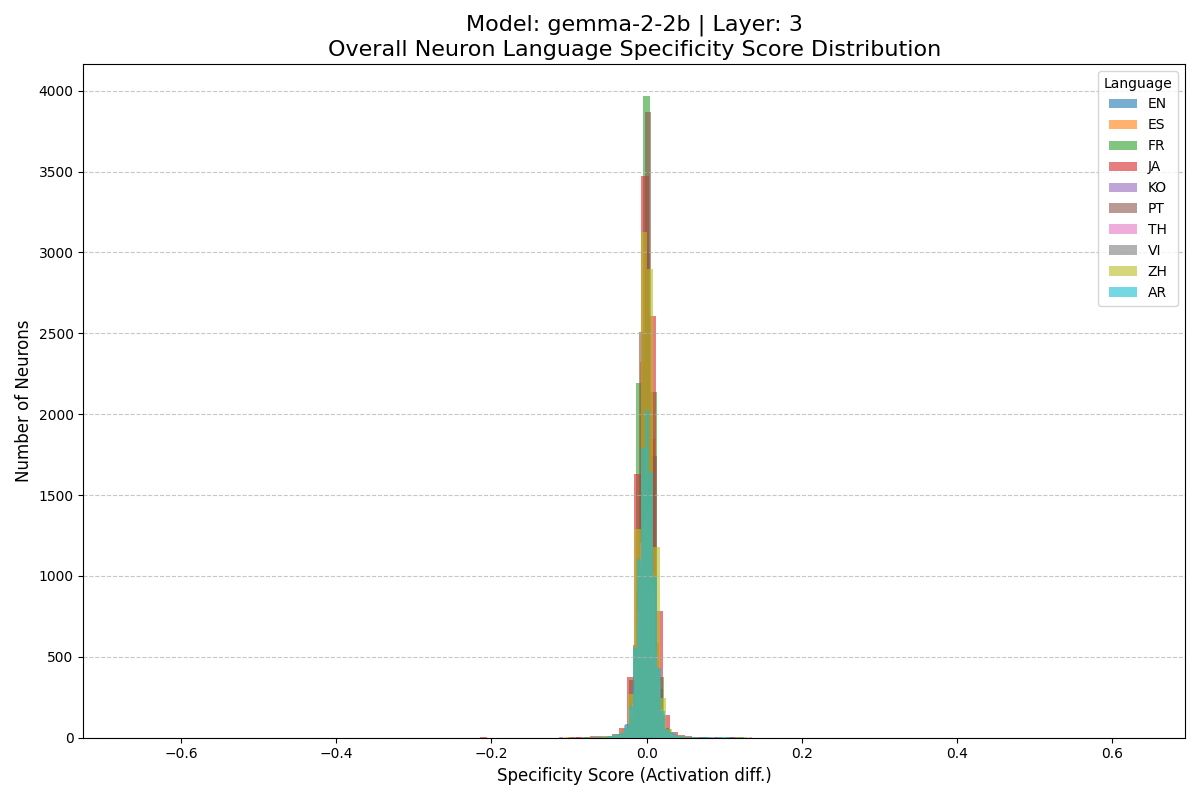 Model: gemma-2-2b | Layer: 3
Overall Neuron Language Specificity Score Distribution
Number of Neurons
4000
3500
3000
2500
2000
1500
1000
500
0
−0.6
−0.4
−0.2
0.0
0.2
0.4
0.6
Specificity Score (Activation diff.)
Language
EN
ES
FR
JA
KO
PT
TH
VI
ZH
AR